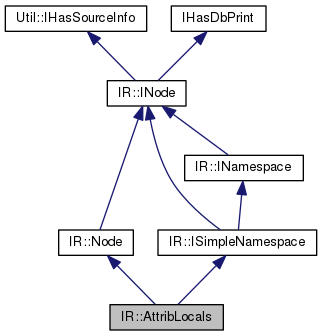 Util::IHasSourceInfo
IHasDbPrint
IR::INode
IR::INamespace
IR::Node
IR::ISimpleNamespace
IR::AttribLocals